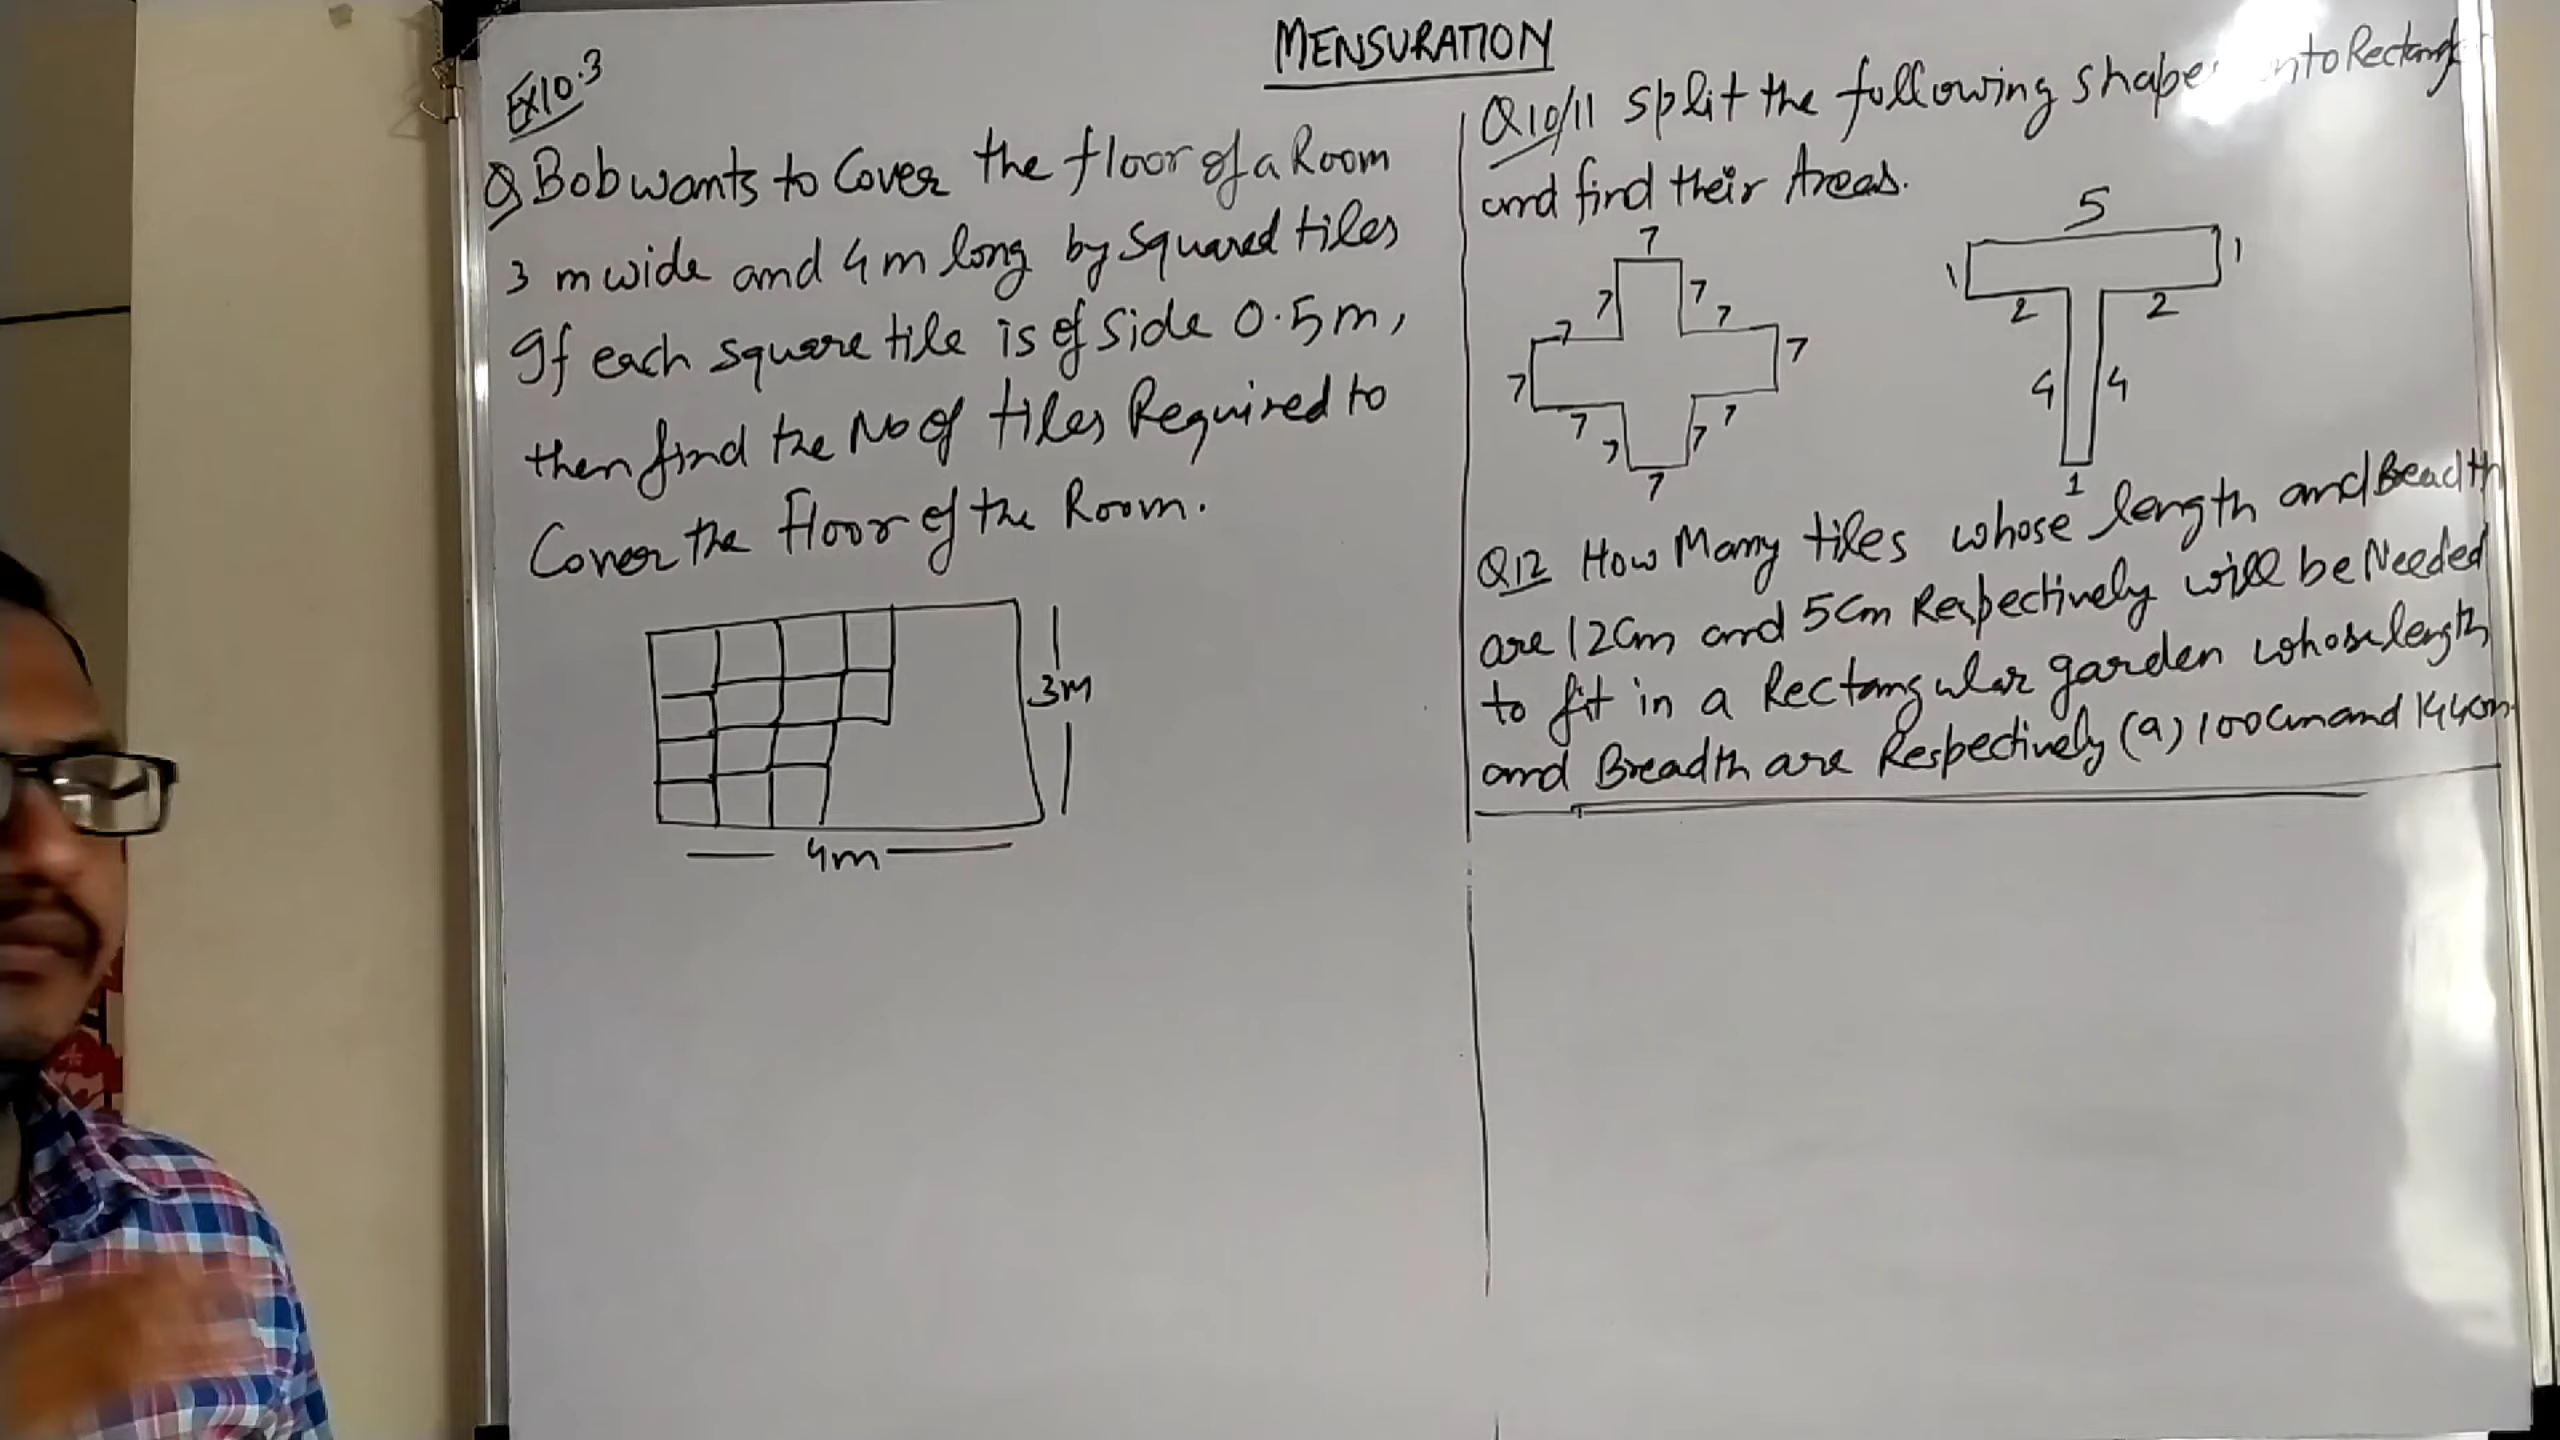 MENSURATION
Ex10.3
Q Bob wants to Cover the floor of a Room
3 m wide and 4m long by Squared tiles
If each square tile is of Side 0.5m,
then find the No of tiles Required to
Cover the Floor of the Room.
3m
4m
Q10/11 Split the following Shapes into Rectangle
and find their Areas.
7
7 7
7 7
7 7
7 7
7 7
7
5
1 1
2 2
4 4
1
Q12 How Many tiles whose length and Beadth
are 12Cm and 5Cm Respectively will be Needed
to fit in a Rectangular garden whose length
and Breadth are Respectively (a) 100cm and 144cm